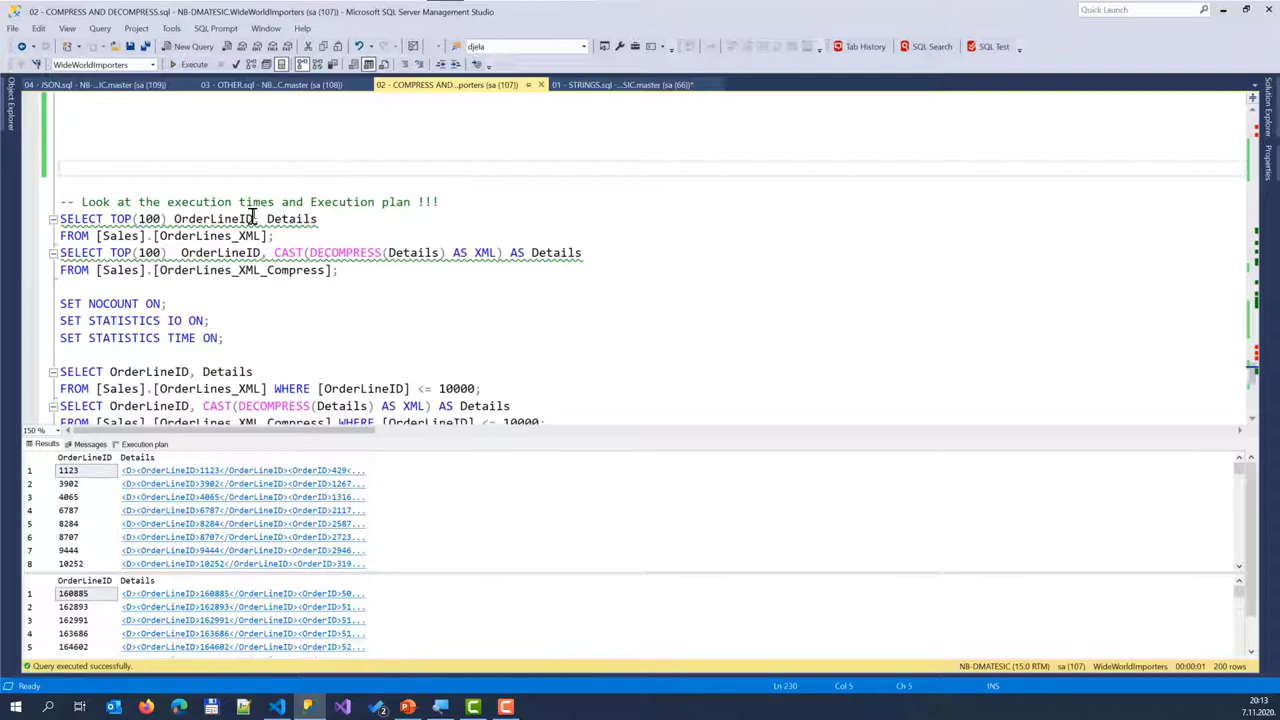 02 - COMPRESS AND DECOMPRESS.sql - NB-DMATESIC.WideWorldImporters (sa (107)) - Microsoft SQL Server Management Studio
Quick Launch
File Edit View Query Project Tools SQL Prompt Window Help
New Query djela Tab History SQL Search SQL Test
WideWorldImporters Execute
04 - JSON.sql - NB-...IC.master (sa (109)) 03 - OTHER.sql - NB...C.master (sa (108)) 02 - COMPRESS AND...porters (sa (107)) 01 - STRINGS.sql -...SIC.master (sa (66))*
Object Explorer
Solution Explorer
Properties
-- Look at the execution times and Execution plan !!!
SELECT TOP(100) OrderLineID, Details
FROM [Sales].[OrderLines_XML];
SELECT TOP(100) OrderLineID, CAST(DECOMPRESS(Details) AS XML) AS Details
FROM [Sales].[OrderLines_XML_Compress];
SET NOCOUNT ON;
SET STATISTICS IO ON;
SET STATISTICS TIME ON;
SELECT OrderLineID, Details
FROM [Sales].[OrderLines_XML] WHERE [OrderLineID] <= 10000;
SELECT OrderLineID, CAST(DECOMPRESS(Details) AS XML) AS Details
FROM [Sales].[OrderLines_XML_Compress] WHERE [OrderLineID] <= 10000;
150 %
Results Messages Execution plan
OrderLineID Details
1 1123 <D><OrderLineID>1123</OrderLineID><OrderID>429<...
2 3902 <D><OrderLineID>3902</OrderLineID><OrderID>1267...
3 4065 <D><OrderLineID>4065</OrderLineID><OrderID>1316...
4 6787 <D><OrderLineID>6787</OrderLineID><OrderID>2117...
5 8284 <D><OrderLineID>8284</OrderLineID><OrderID>2587...
6 8707 <D><OrderLineID>8707</OrderLineID><OrderID>2723...
7 9444 <D><OrderLineID>9444</OrderLineID><OrderID>2946...
8 10252 <D><OrderLineID>10252</OrderLineID><OrderID>319...
OrderLineID Details
1 160885 <D><OrderLineID>160885</OrderLineID><OrderID>50...
2 162893 <D><OrderLineID>162893</OrderLineID><OrderID>51...
3 162991 <D><OrderLineID>162991</OrderLineID><OrderID>51...
4 163686 <D><OrderLineID>163686</OrderLineID><OrderID>51...
5 164602 <D><OrderLineID>164602</OrderLineID><OrderID>52...
Query executed successfully. NB-DMATESIC (15.0 RTM) sa (107) WideWorldImporters 00:00:01 200 rows
Ready Ln 230 Col 5 Ch 5 INS
20:13
7.11.2020.